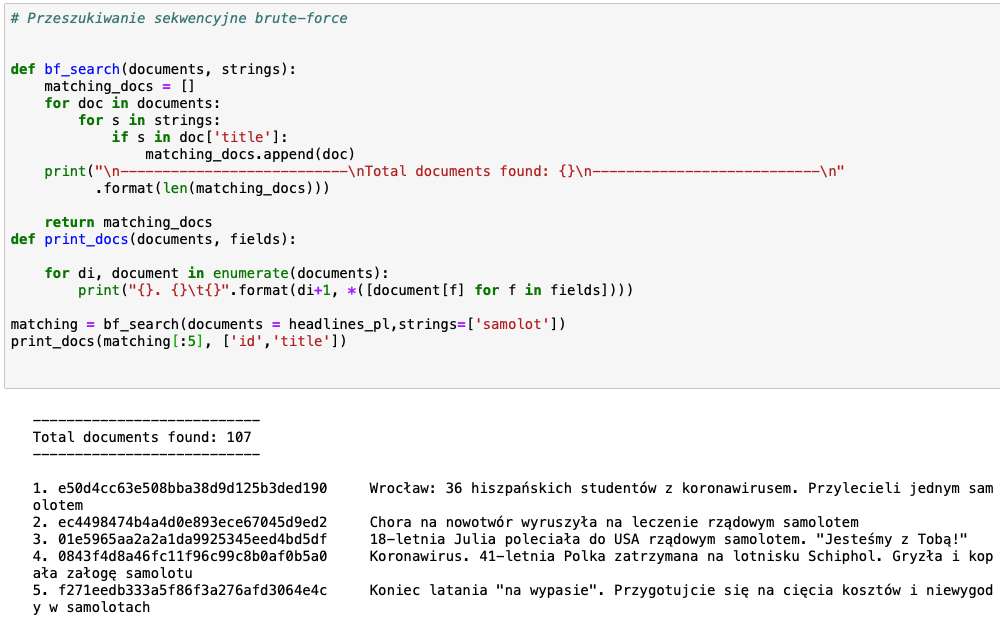 # Przeszukiwanie sekwencyjne brute-force
def bf_search(documents, strings):
    matching_docs = []
    for doc in documents:
        for s in strings:
            if s in doc['title']:
                matching_docs.append(doc)
    print("\n---------------------------\nTotal documents found: {}\n---------------------------\n"
          .format(len(matching_docs)))
    return matching_docs
def print_docs(documents, fields):
    for di, document in enumerate(documents):
        print("{}. {}\t{}".format(di+1, *([document[f] for f in fields])))
matching = bf_search(documents = headlines_pl,strings=['samolot'])
print_docs(matching[:5], ['id','title'])
---------------------------
Total documents found: 107
---------------------------
1. e50d4cc63e508bba38d9d125b3ded190     Wrocław: 36 hiszpańskich studentów z koronawirusem. Przylecieli jednym sam
olotem
2. ec4498474b4a4d0e893ece67045d9ed2     Chora na nowotwór wyruszyła na leczenie rządowym samolotem
3. 01e5965aa2a2a1da9925345eed4bd5df     18-letnia Julia poleciała do USA rządowym samolotem. "Jesteśmy z Tobą!"
4. 0843f4d8a46fc11f96c99c8b0af0b5a0     Koronawirus. 41-letnia Polka zatrzymana na lotnisku Schiphol. Gryzła i kop
ała załogę samolotu
5. f271eedb333a5f86f3a276afd3064e4c     Koniec latania "na wypasie". Przygotujcie się na cięcia kosztów i niewygod
y w samolotach